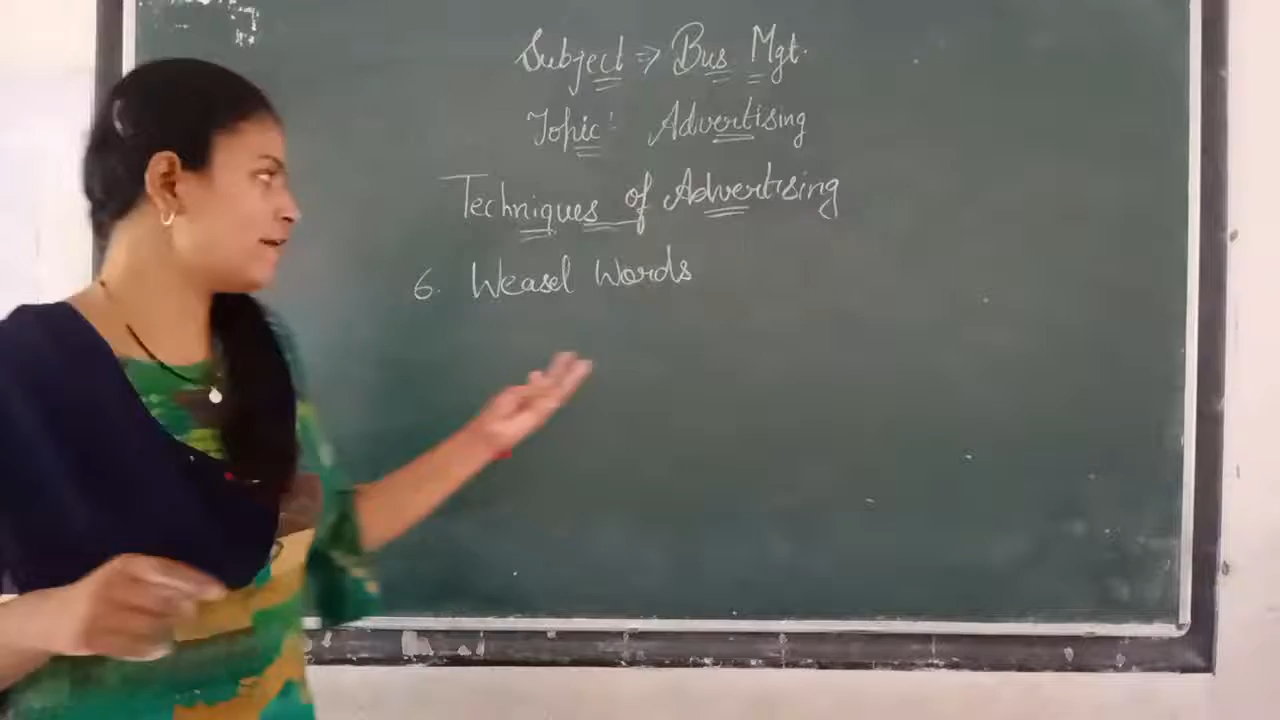 Subject => Bus Mgt.
Topic: Advertising
Techniques of Advertising
6. Weasel Words